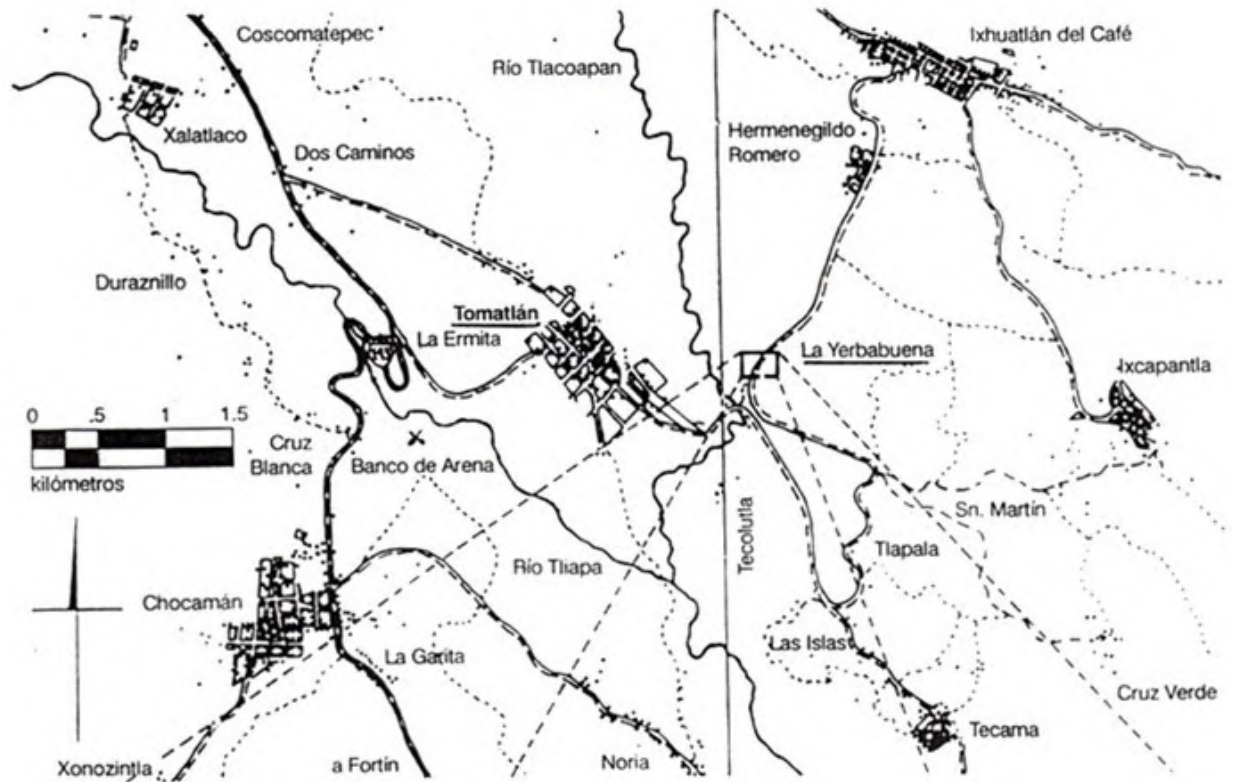 Coscomatepec
Ixhuatlán del Café
Río Tlacoapan
Xalatlaco
Hermenegildo
Romero
Dos Caminos
Duraznillo
Tomatlán
La Ermita
La Yerbabuena
Ixcapantla
0 .5 1 1.5
kilómetros
Cruz
Blanca
Banco de Arena
Sn. Martín
Tecolutla
Río Tliapa
Tlapala
Chocamán
La Garita
Las Islas
Cruz Verde
Tecama
Xonozintla
a Fortín
Noria